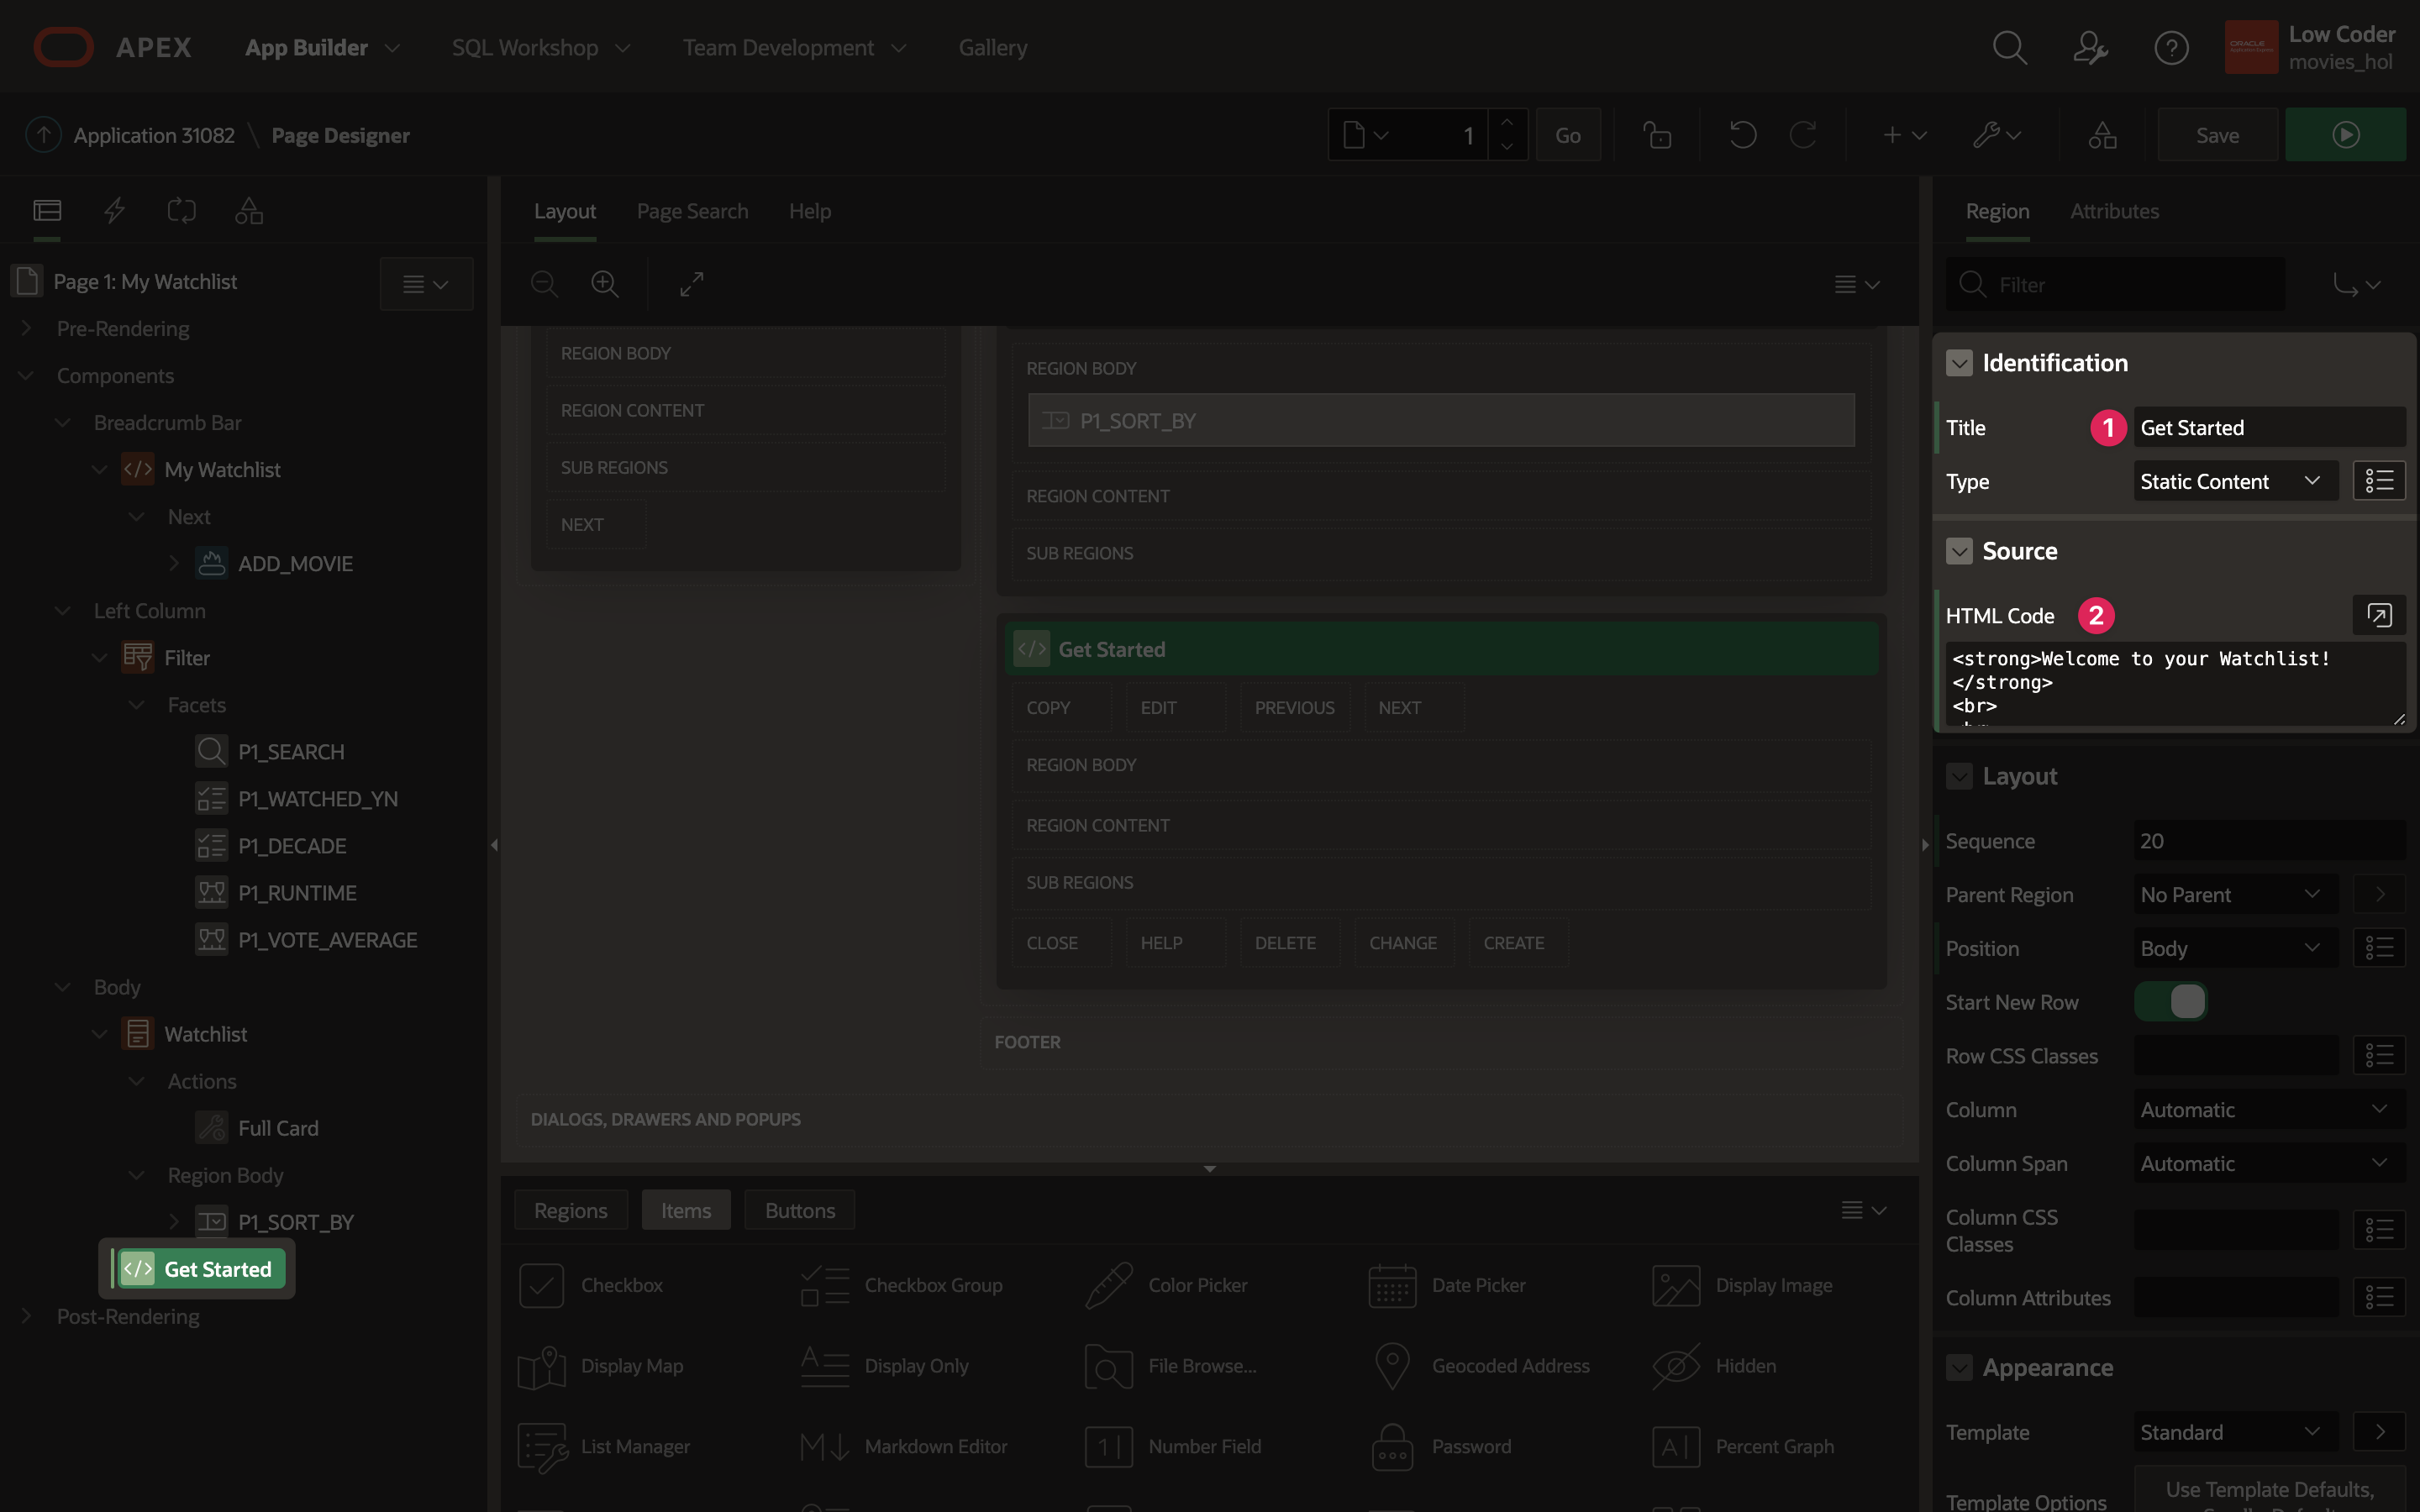 APEX App Builder SQL Workshop Team Development Gallery
Low Coder
movies_hol
Application 31082 \ Page Designer
1 Go Save
Page 1: My Watchlist
Pre-Rendering
Components
Breadcrumb Bar
My Watchlist
Next
ADD_MOVIE
Left Column
Filter
Facets
P1_SEARCH
P1_WATCHED_YN
P1_DECADE
P1_RUNTIME
P1_VOTE_AVERAGE
Body
Watchlist
Actions
Full Card
Region Body
P1_SORT_BY
Get Started
Post-Rendering
Layout Page Search Help
REGION BODY
REGION CONTENT
SUB REGIONS
NEXT
REGION BODY
P1_SORT_BY
REGION CONTENT
SUB REGIONS
Get Started
COPY EDIT PREVIOUS NEXT
REGION BODY
REGION CONTENT
SUB REGIONS
CLOSE HELP DELETE CHANGE CREATE
FOOTER
DIALOGS, DRAWERS AND POPUPS
Regions Items Buttons
Checkbox Checkbox Group Color Picker Date Picker Display Image
Display Map Display Only File Browse... Geocoded Address Hidden
List Manager Markdown Editor Number Field Password Percent Graph
Region Attributes
Filter
Identification
Title 1 Get Started
Type Static Content
Source
HTML Code 2
<strong>Welcome to your Watchlist!
</strong>
<br>
Layout
Sequence 20
Parent Region No Parent
Position Body
Start New Row
Row CSS Classes
Column Automatic
Column Span Automatic
Column CSS
Classes
Column Attributes
Appearance
Template Standard
Template Options Use Template Defaults,